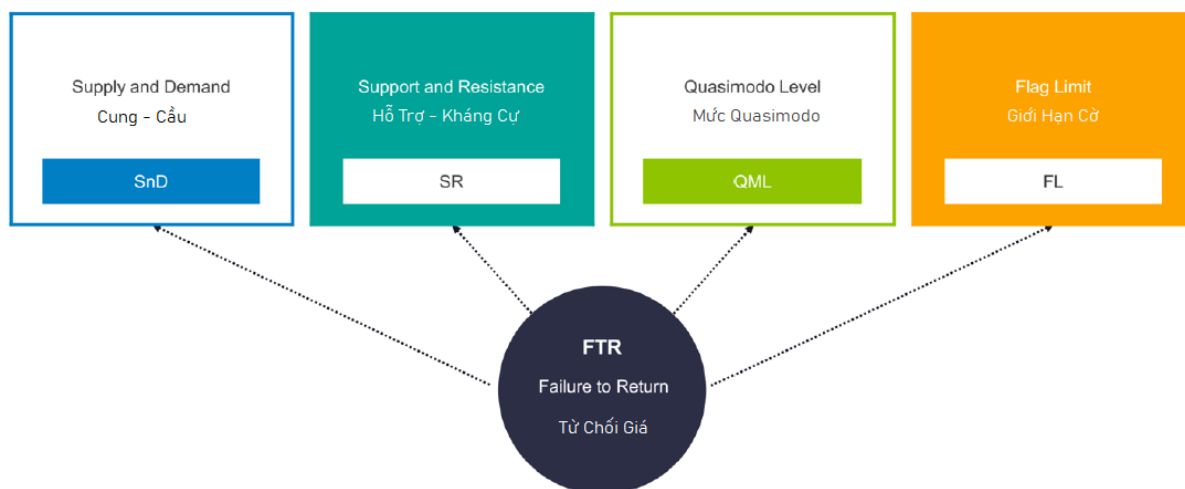 Supply and Demand
Cung - Cầu
SnD
Support and Resistance
Hỗ Trợ - Kháng Cự
SR
Quasimodo Level
Mức Quasimodo
QML
Flag Limit
Giới Hạn Cờ
FL
FTR
Failure to Return
Từ Chối Giá